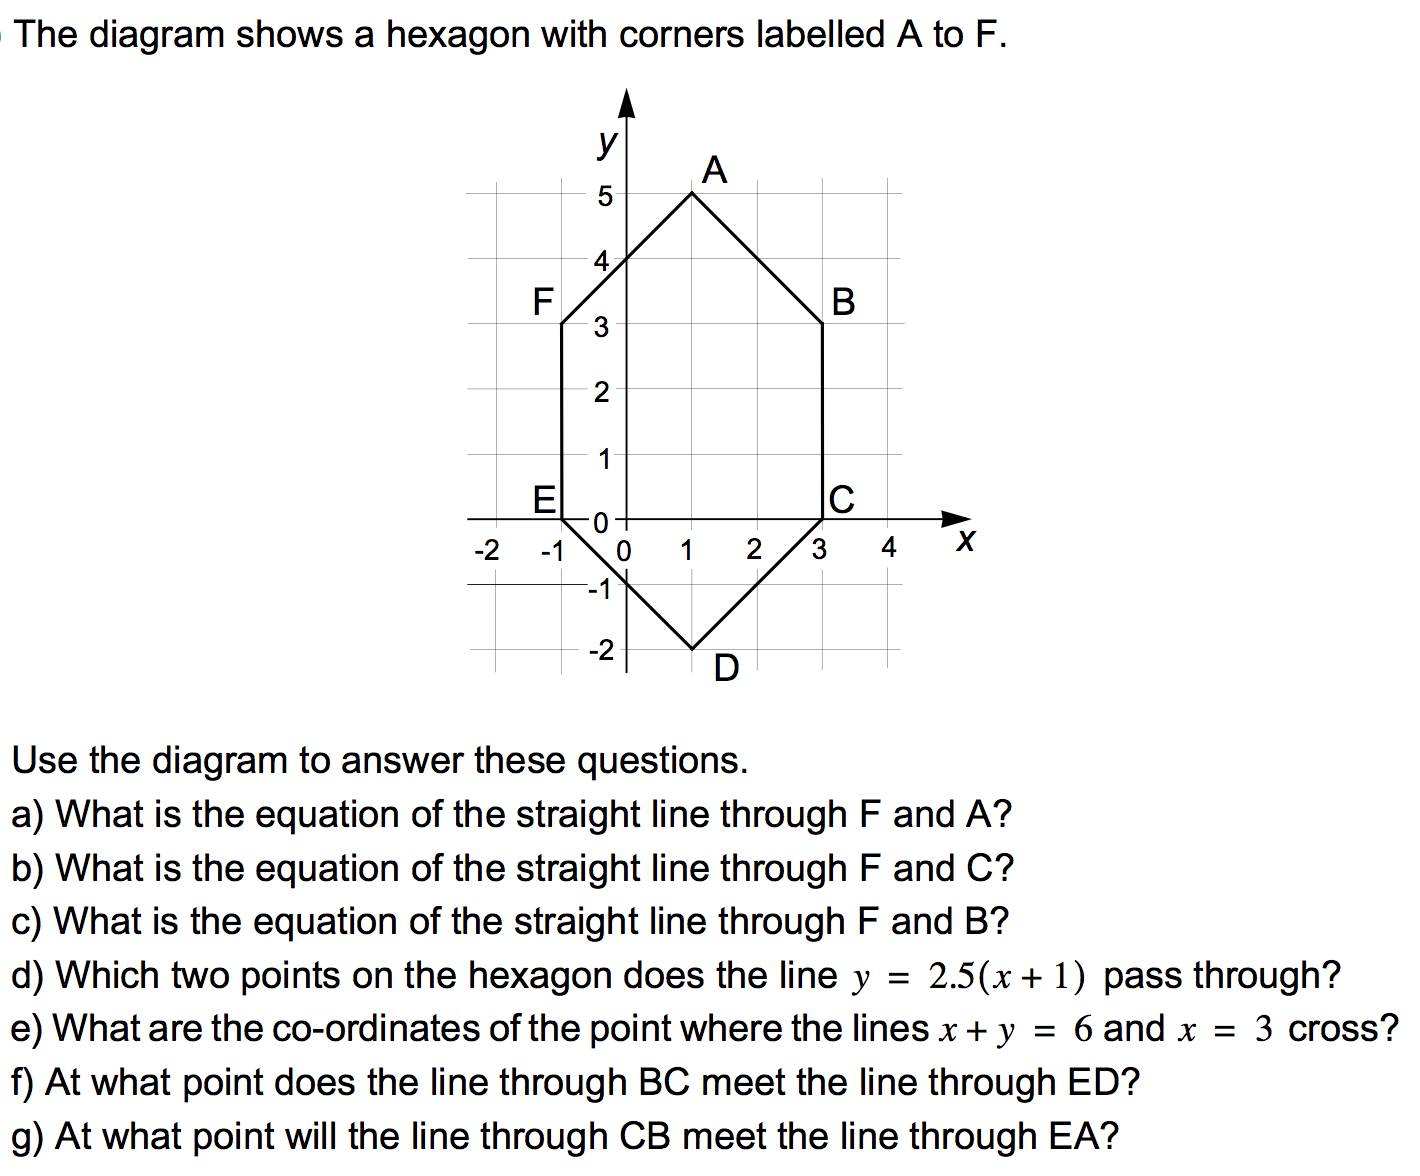 The diagram shows a hexagon with corners labelled A to F.
y
A
5
4
F
B
3
2
1
E
C
0
-2 -1 0 1 2 3 4 x
-1
-2
D
Use the diagram to answer these questions.
a) What is the equation of the straight line through F and A?
b) What is the equation of the straight line through F and C?
c) What is the equation of the straight line through F and B?
d) Which two points on the hexagon does the line y = 2.5(x + 1) pass through?
e) What are the co-ordinates of the point where the lines x + y = 6 and x = 3 cross?
f) At what point does the line through BC meet the line through ED?
g) At what point will the line through CB meet the line through EA?